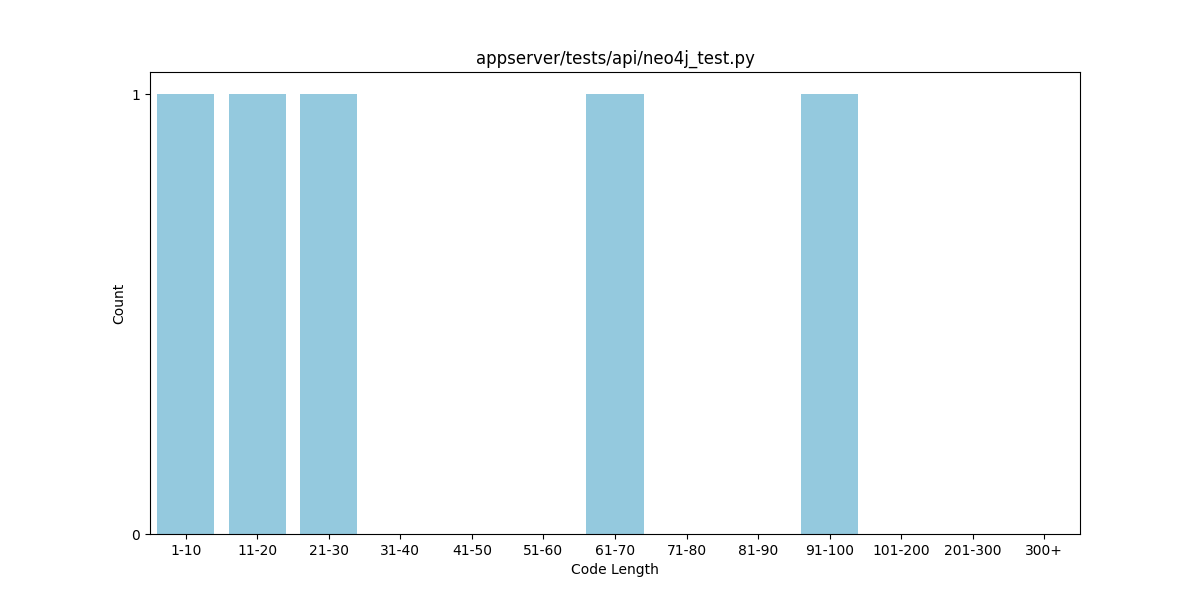 appserver/tests/api/neo4j_test.py
1
Count
0
1-10 11-20 21-30 31-40 41-50 51-60 61-70 71-80 81-90 91-100 101-200 201-300 300+
Code Length